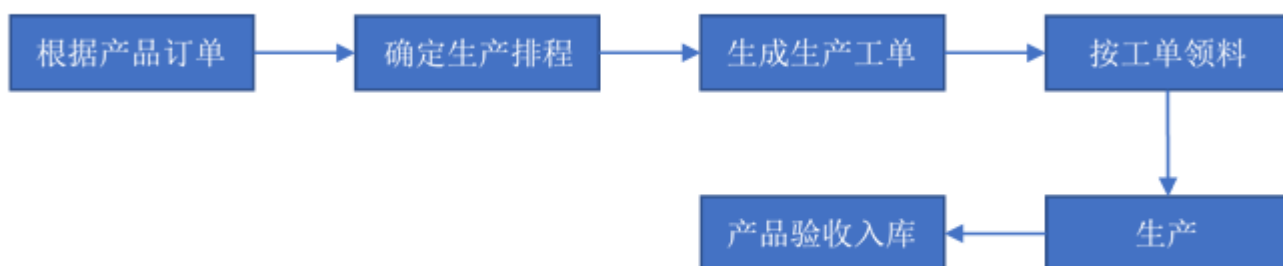 根据产品订单
确定生产排程
生成生产工单
按工单领料
生产
产品验收入库